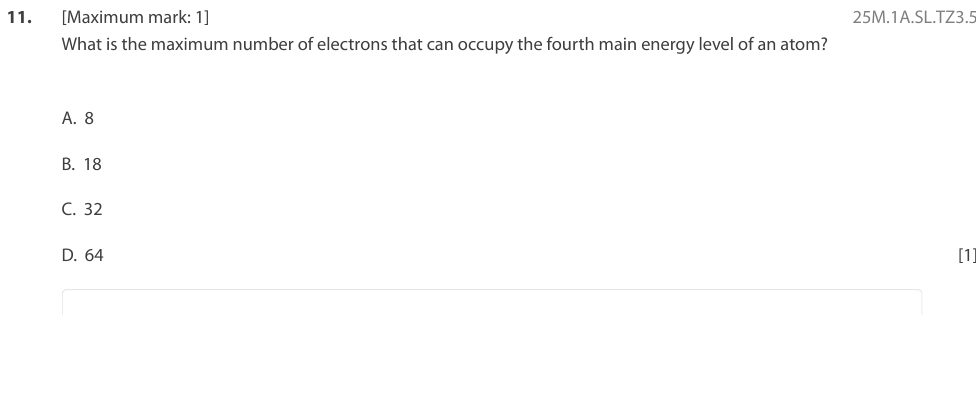 11. [Maximum mark: 1] 25M.1A.SL.TZ3.5
What is the maximum number of electrons that can occupy the fourth main energy level of an atom?
A. 8
B. 18
C. 32
D. 64 [1]